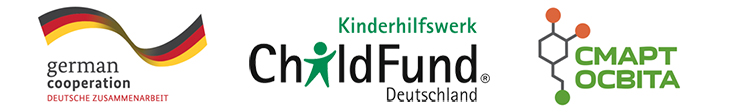 german
cooperation
DEUTSCHE ZUSAMMENARBEIT
Kinderhilfswerk
ChildFund®
Deutschland
СМАРТ
ОСВІТА